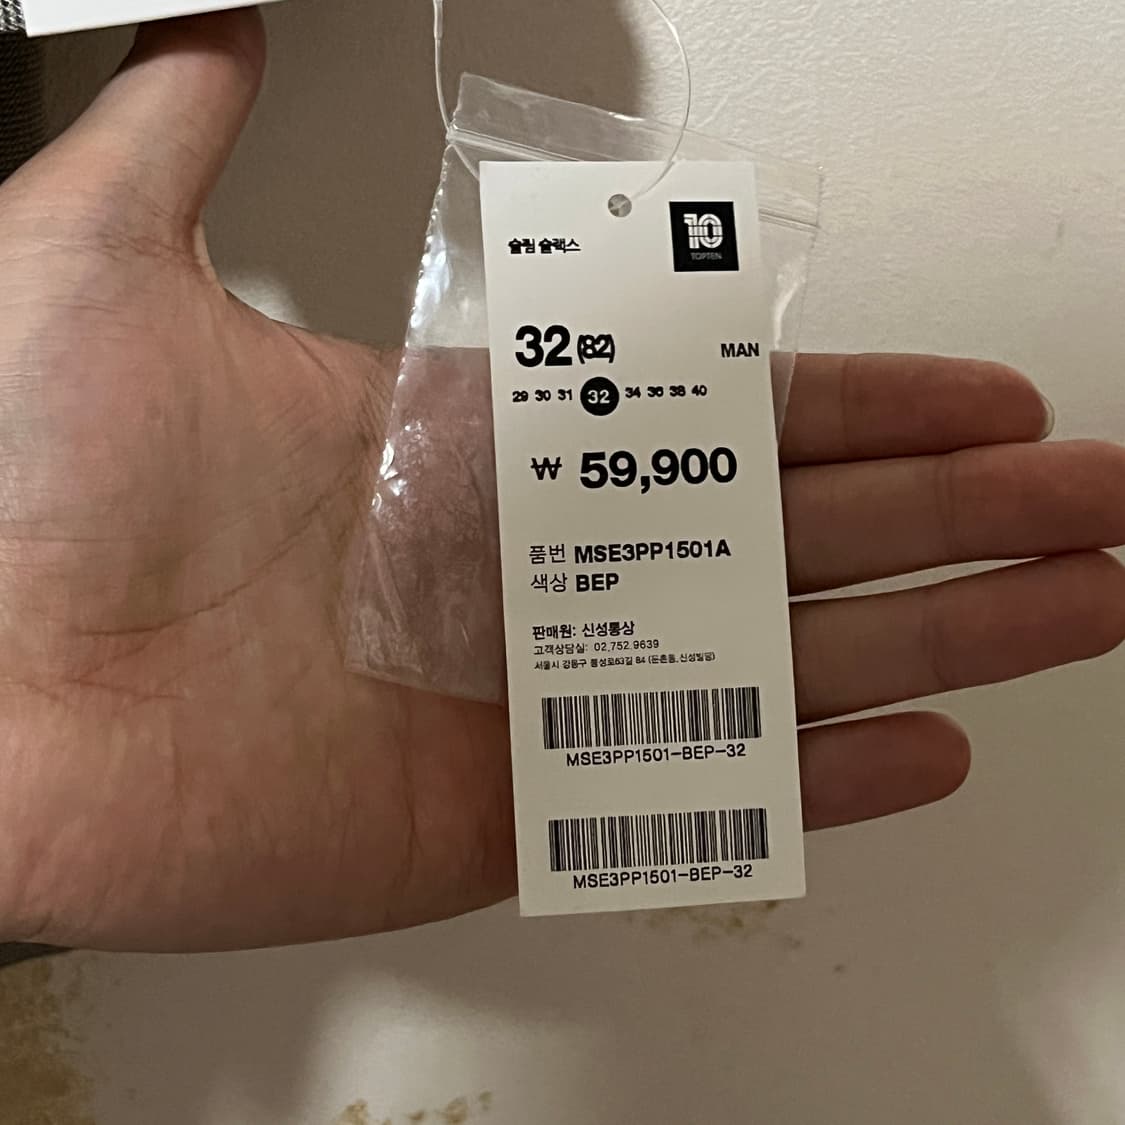 슬림 슬랙스
10
TOPTEN
32 (82)
MAN
29 30 31 32 34 36 38 40
₩ 59,900
품번 MSE3PP1501A
색상 BEP
판매원: 신성통상
고객상담실: 02.752.9639
서울시 강동구 풍성로63길 84 (둔촌동, 신성빌딩)
MSE3PP1501-BEP-32
MSE3PP1501-BEP-32